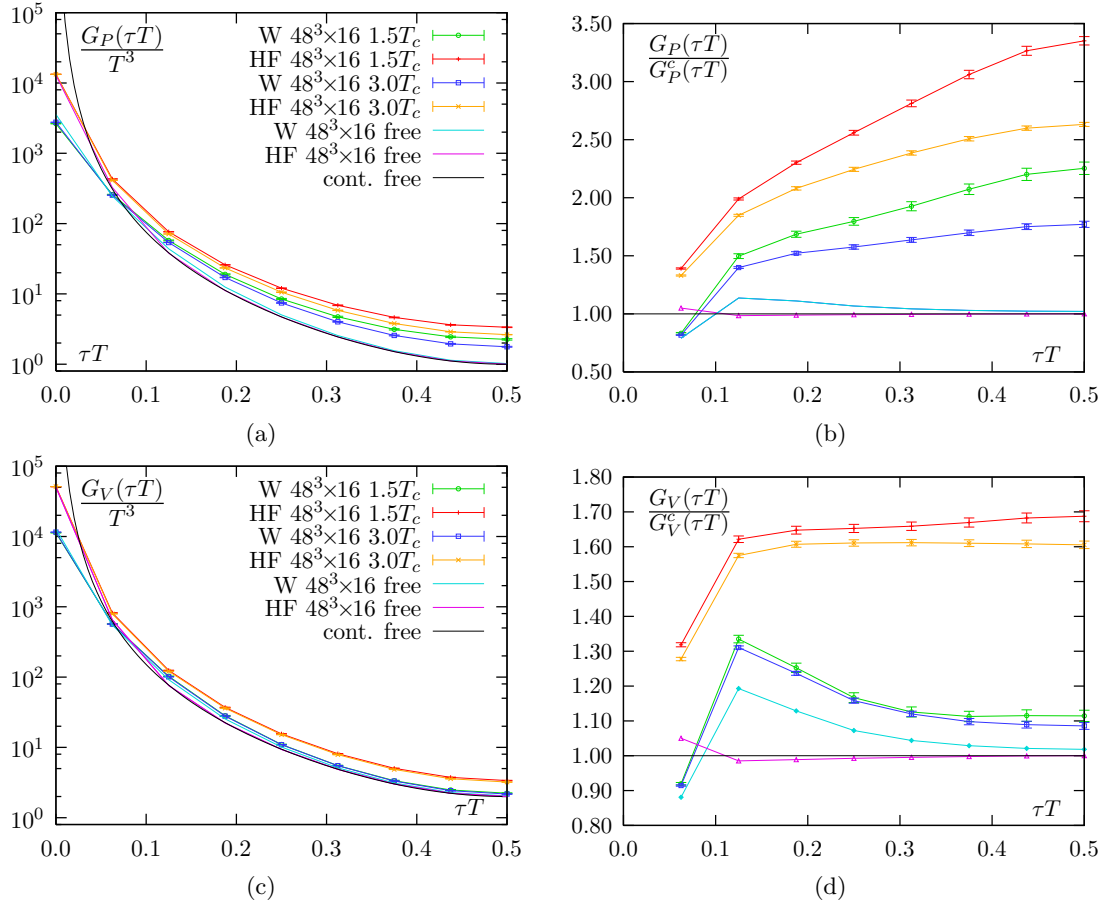 10^5
10^4
10^3
10^2
10^1
10^0
G_P(τT)
T^3
W 48^3×16 1.5T_c
HF 48^3×16 1.5T_c
W 48^3×16 3.0T_c
HF 48^3×16 3.0T_c
W 48^3×16 free
HF 48^3×16 free
cont. free
τT
0.0 0.1 0.2 0.3 0.4 0.5
(a)
3.50
3.00
2.50
2.00
1.50
1.00
0.50
G_P(τT)
G_P^c(τT)
τT
0.0 0.1 0.2 0.3 0.4 0.5
(b)
10^5
10^4
10^3
10^2
10^1
10^0
G_V(τT)
T^3
W 48^3×16 1.5T_c
HF 48^3×16 1.5T_c
W 48^3×16 3.0T_c
HF 48^3×16 3.0T_c
W 48^3×16 free
HF 48^3×16 free
cont. free
τT
0.0 0.1 0.2 0.3 0.4 0.5
(c)
1.80
1.70
1.60
1.50
1.40
1.30
1.20
1.10
1.00
0.90
0.80
G_V(τT)
G_V^c(τT)
τT
0.0 0.1 0.2 0.3 0.4 0.5
(d)